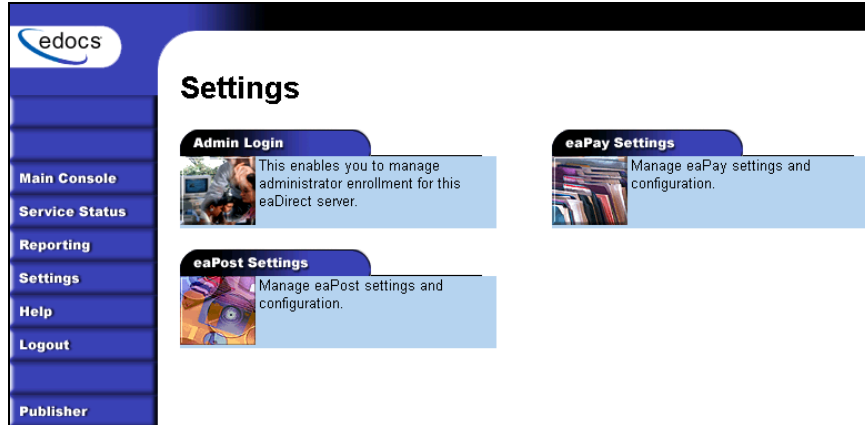 edocs
Settings
Main Console
Service Status
Reporting
Settings
Help
Logout
Publisher
Admin Login
This enables you to manage
administrator enrollment for this
eaDirect server.
eaPay Settings
Manage eaPay settings and
configuration.
eaPost Settings
Manage eaPost settings and
configuration.